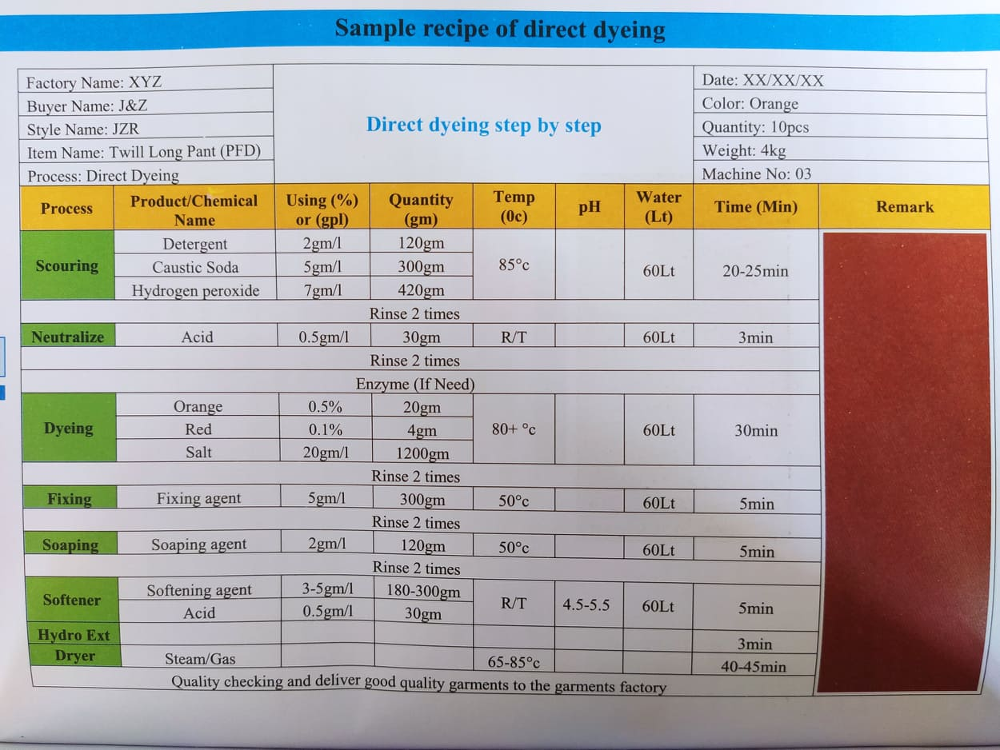 Sample recipe of direct dyeing
Factory Name: XYZ
Buyer Name: J&Z
Style Name: JZR
Item Name: Twill Long Pant (PFD)
Process: Direct Dyeing
Direct dyeing step by step
Date: XX/XX/XX
Color: Orange
Quantity: 10pcs
Weight: 4kg
Machine No: 03
Process Product/Chemical Name Using (%) or (gpl) Quantity (gm) Temp (0c) pH Water (Lt) Time (Min) Remark
Scouring
Detergent 2gm/l 120gm
Caustic Soda 5gm/l 300gm 85°c 60Lt 20-25min
Hydrogen peroxide 7gm/l 420gm
Rinse 2 times
Neutralize Acid 0.5gm/l 30gm R/T 60Lt 3min
Rinse 2 times
Enzyme (If Need)
Orange 0.5% 20gm
Dyeing Red 0.1% 4gm 80+ °c 60Lt 30min
Salt 20gm/l 1200gm
Rinse 2 times
Fixing Fixing agent 5gm/l 300gm 50°c 60Lt 5min
Rinse 2 times
Soaping Soaping agent 2gm/l 120gm 50°c 60Lt 5min
Rinse 2 times
Softener Softening agent 3-5gm/l 180-300gm R/T 4.5-5.5 60Lt 5min
Acid 0.5gm/l 30gm
Hydro Ext 3min
Dryer Steam/Gas 65-85°c 40-45min
Quality checking and deliver good quality garments to the garments factory